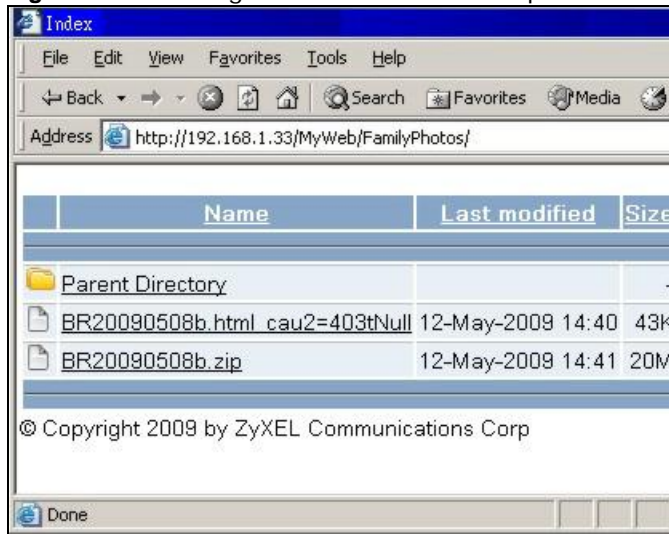 Index
File Edit View Favorites Tools Help
Back Search Favorites Media
Address http://192.168.1.33/MyWeb/FamilyPhotos/
Name Last modified Size
Parent Directory -
BR20090508b.html_cau2=403tNull 12-May-2009 14:40 43K
BR20090508b.zip 12-May-2009 14:41 20M
© Copyright 2009 by ZyXEL Communications Corp
Done